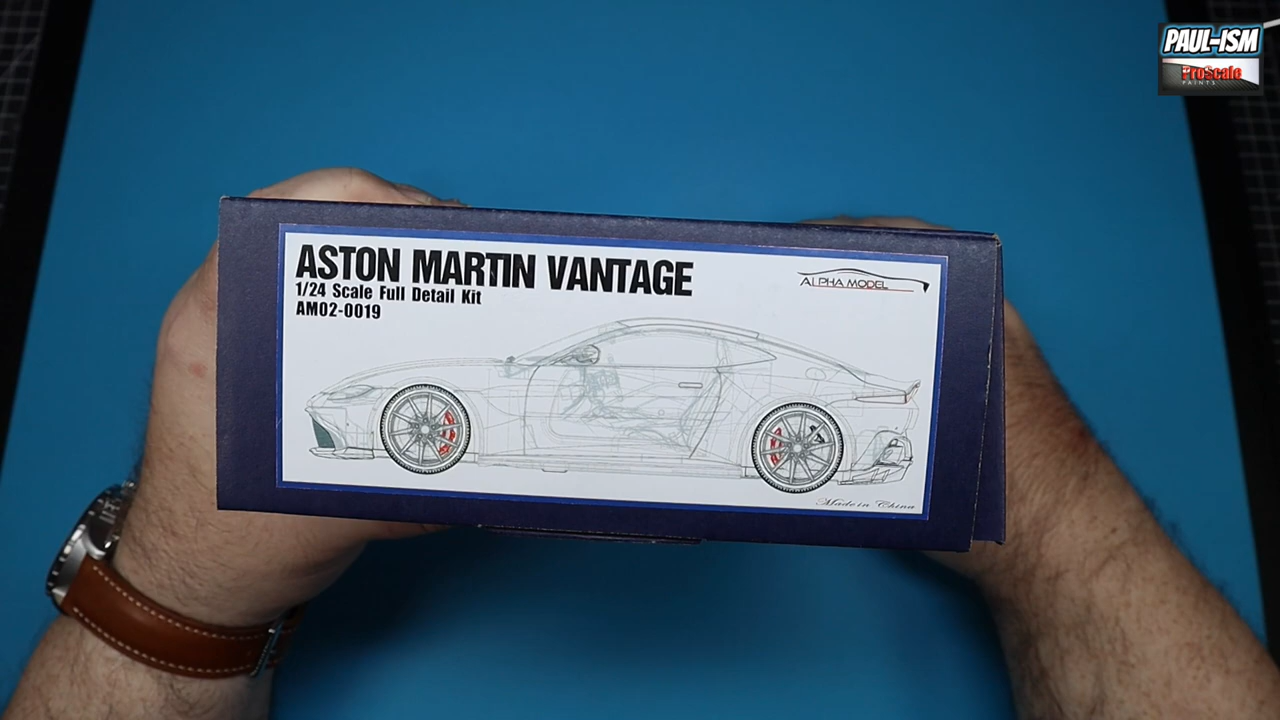 PAUL-ISM
ProScale
PAINTS
ASTON MARTIN VANTAGE
1/24 Scale Full Detail Kit
AM02-0019
ALPHA MODEL
Made in China